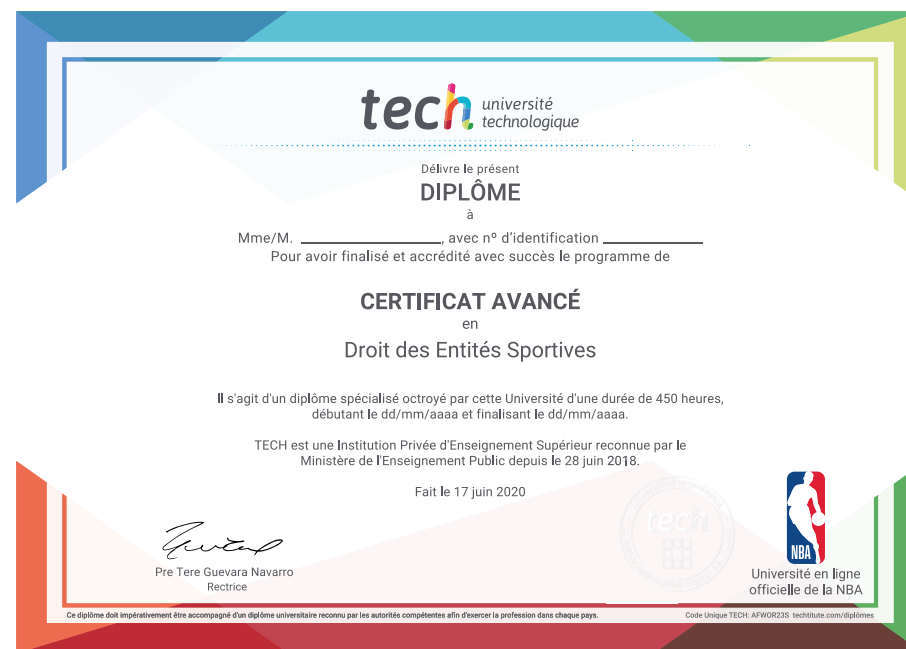 tech université
technologique
Délivre le présent
DIPLÔME
à
Mme/M. ____________________, avec nº d'identification ______________
Pour avoir finalisé et accrédité avec succès le programme de
CERTIFICAT AVANCÉ
en
Droit des Entités Sportives
Il s'agit d'un diplôme spécialisé octroyé par cette Université d'une durée de 450 heures,
débutant le dd/mm/aaaa et finalisant le dd/mm/aaaa.
TECH est une Institution Privée d'Enseignement Supérieur reconnue par le
Ministère de l'Enseignement Public depuis le 28 juin 2018.
Fait le 17 juin 2020
tech
NBA
Pre Tere Guevara Navarro
Rectrice
Université en ligne
officielle de la NBA
Ce diplôme doit impérativement être accompagné d'un diplôme universitaire reconnu par les autorités compétentes afin d'exercer la profession dans chaque pays.
Code Unique TECH: AFWOR23S techtitute.com/diplômes